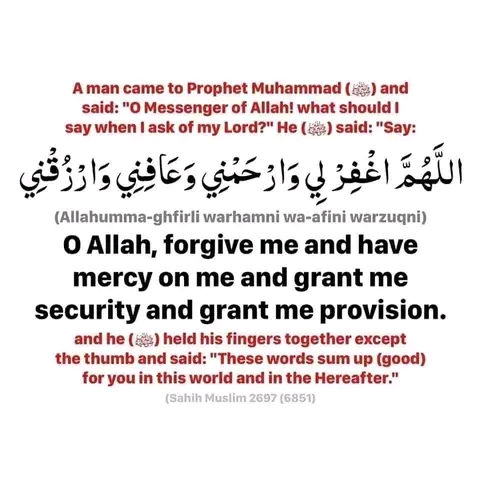 A man came to Prophet Muhammad (ﷺ) and
said: "O Messenger of Allah! what should I
say when I ask of my Lord?" He (ﷺ) said: "Say:
اللَّهُمَّ اغْفِرْ لِي وَارْحَمْنِي وَعَافِنِي وَارْزُقْنِي
(Allahumma-ghfirli warhamni wa-afini warzuqni)
O Allah, forgive me and have
mercy on me and grant me
security and grant me provision.
and he (ﷺ) held his fingers together except
the thumb and said: "These words sum up (good)
for you in this world and in the Hereafter."
(Sahih Muslim 2697 (6851)